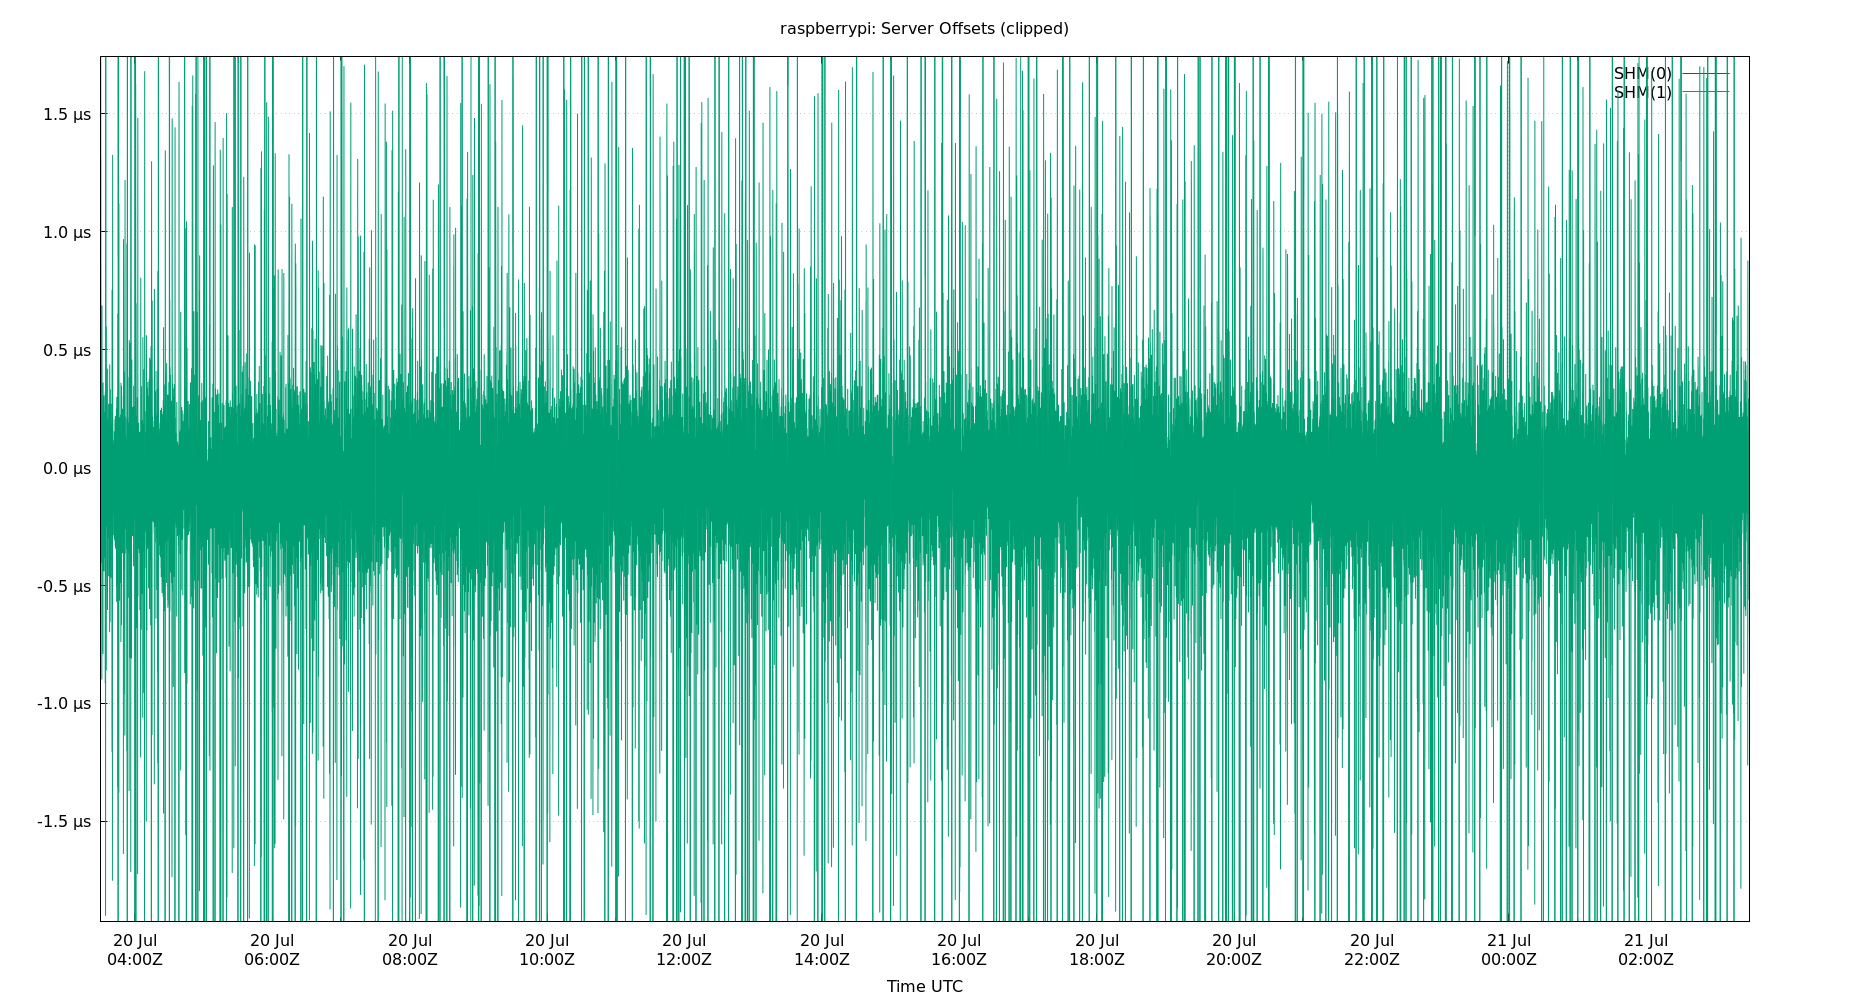 raspberrypi: Server Offsets (clipped)
SHM(0)
SHM(1)
1.5 µs
1.0 µs
0.5 µs
0.0 µs
-0.5 µs
-1.0 µs
-1.5 µs
20 Jul 20 Jul 20 Jul 20 Jul 20 Jul 20 Jul 20 Jul 20 Jul 20 Jul 20 Jul 21 Jul 21 Jul
04:00Z 06:00Z 08:00Z 10:00Z 12:00Z 14:00Z 16:00Z 18:00Z 20:00Z 22:00Z 00:00Z 02:00Z
Time UTC